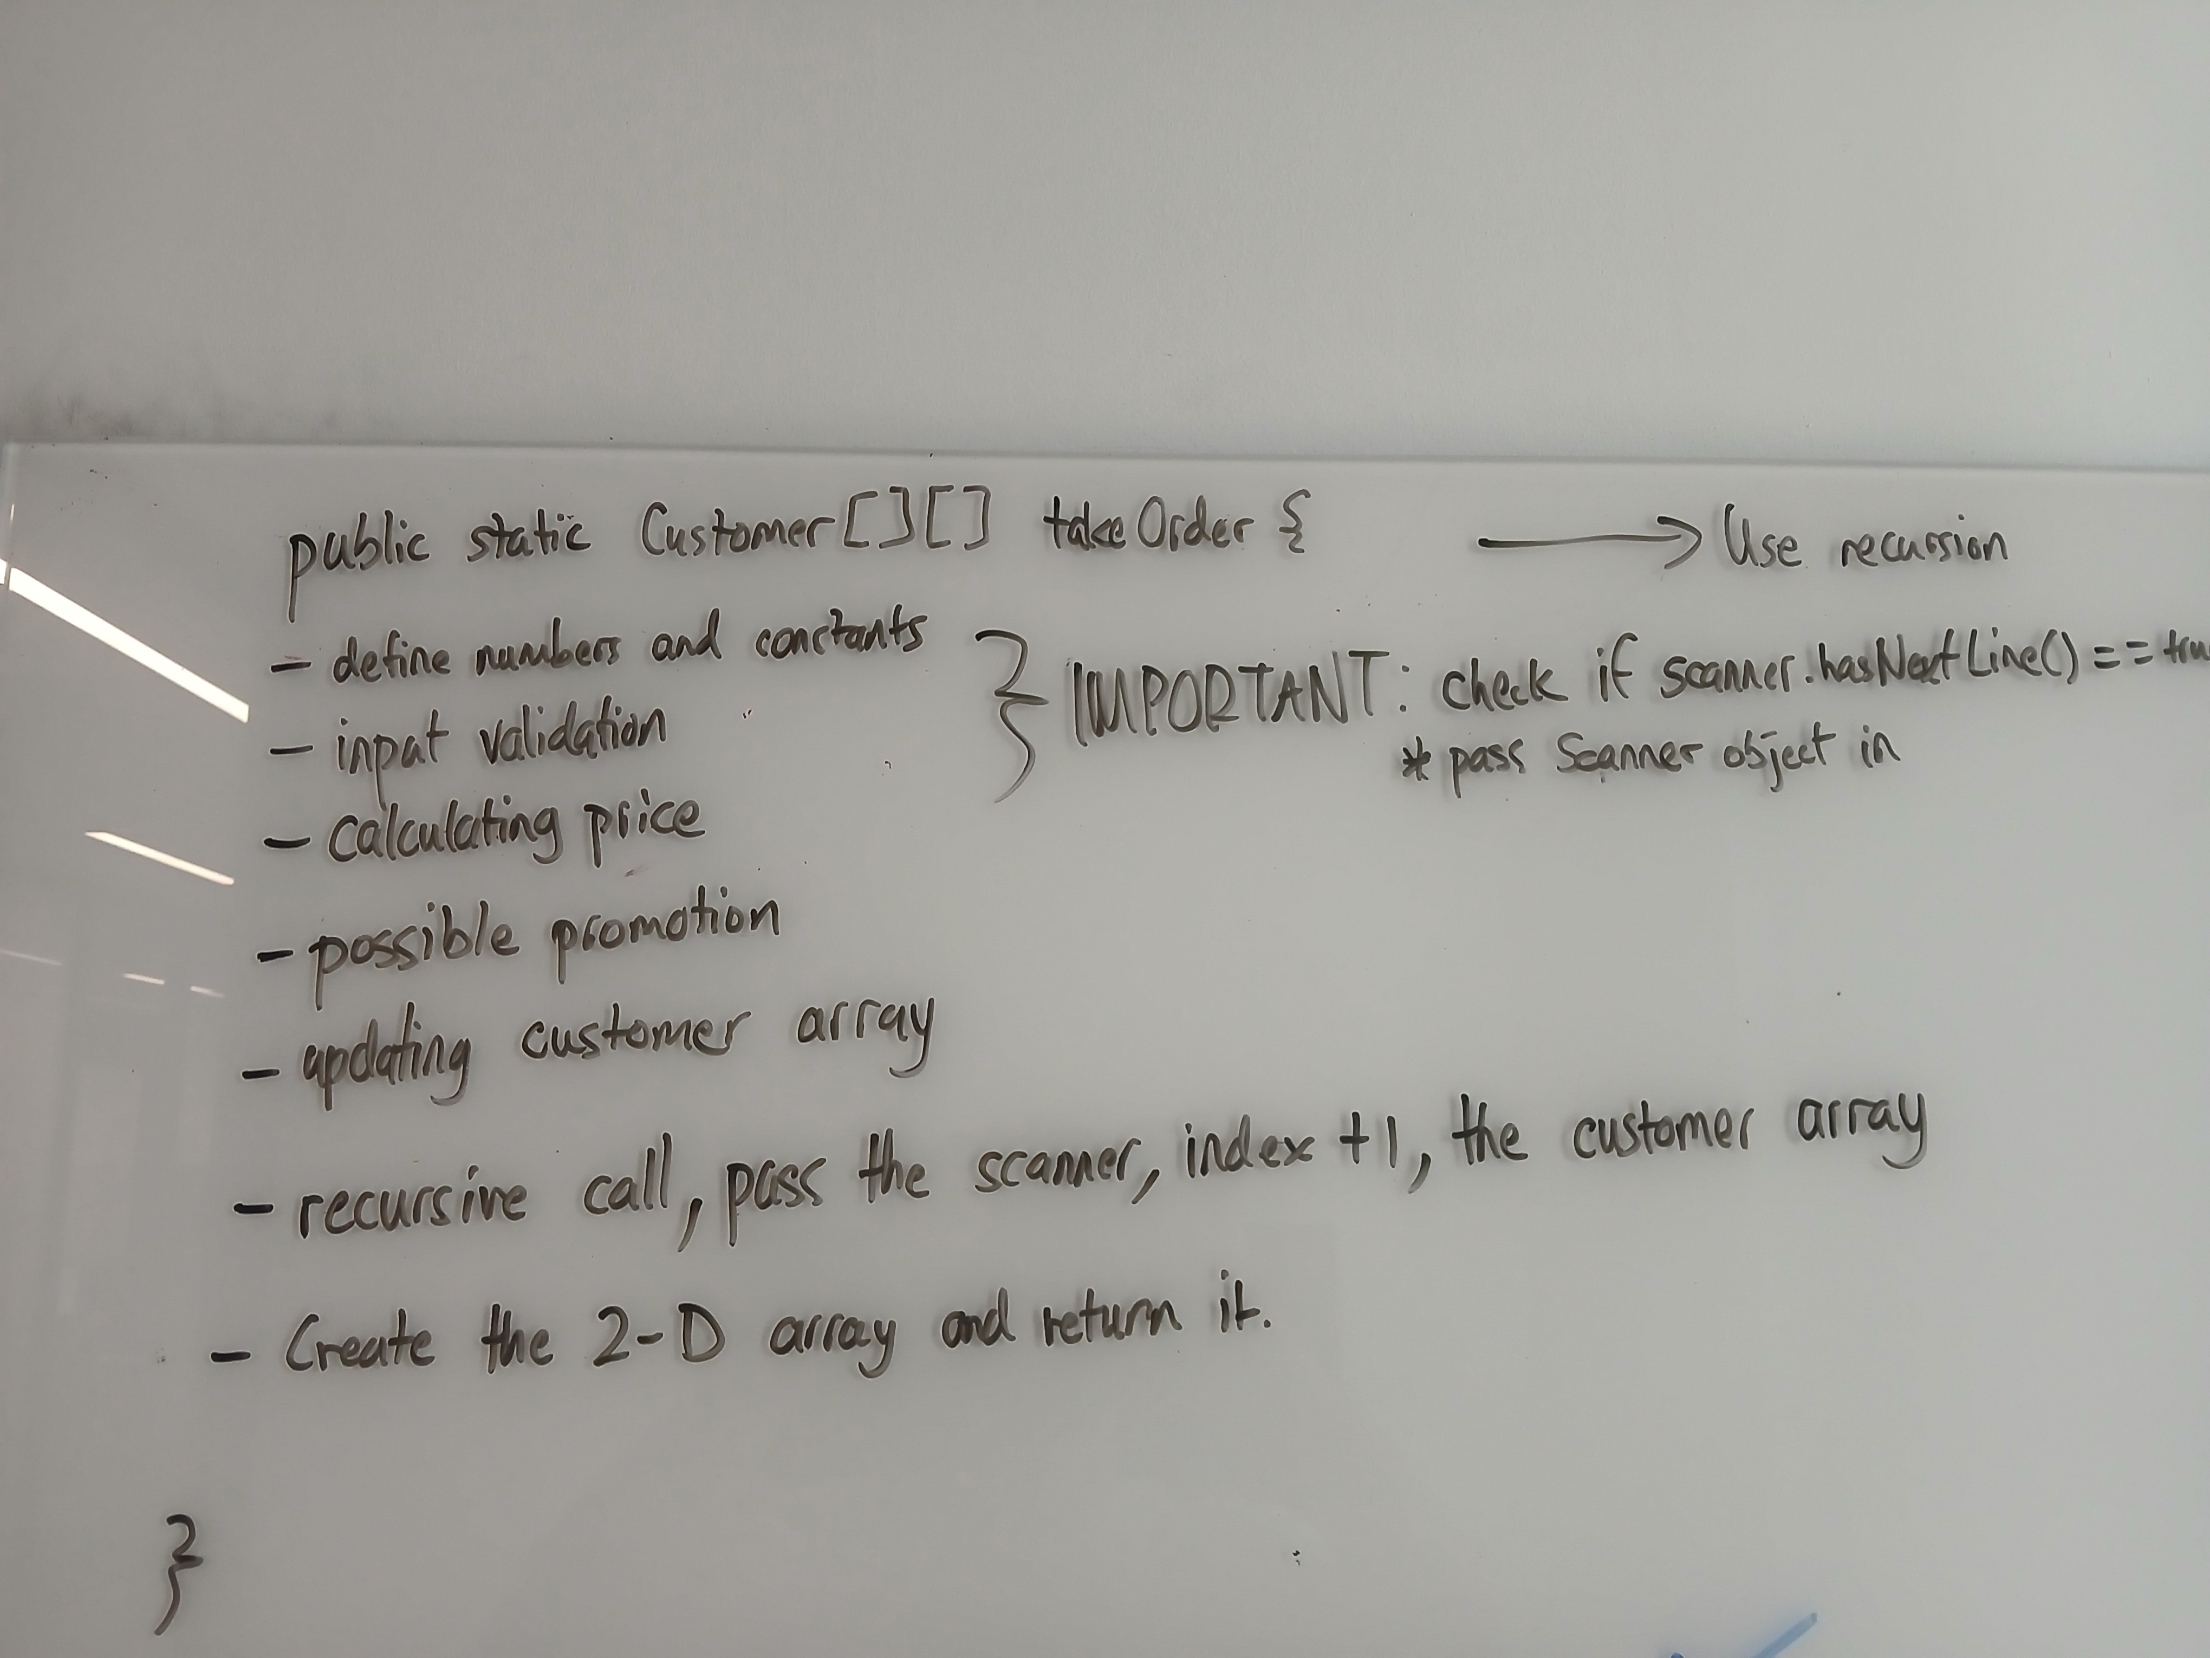 public static Customer[][] takeOrder { → Use recursion
- define numbers and constants
- input validation
} IMPORTANT: check if scanner.hasNextLine() == tru
* pass Scanner object in
- calculating price
- possible promotion
- updating customer array
- recursive call, pass the scanner, index +1, the customer array
- Create the 2-D array and return it.
}